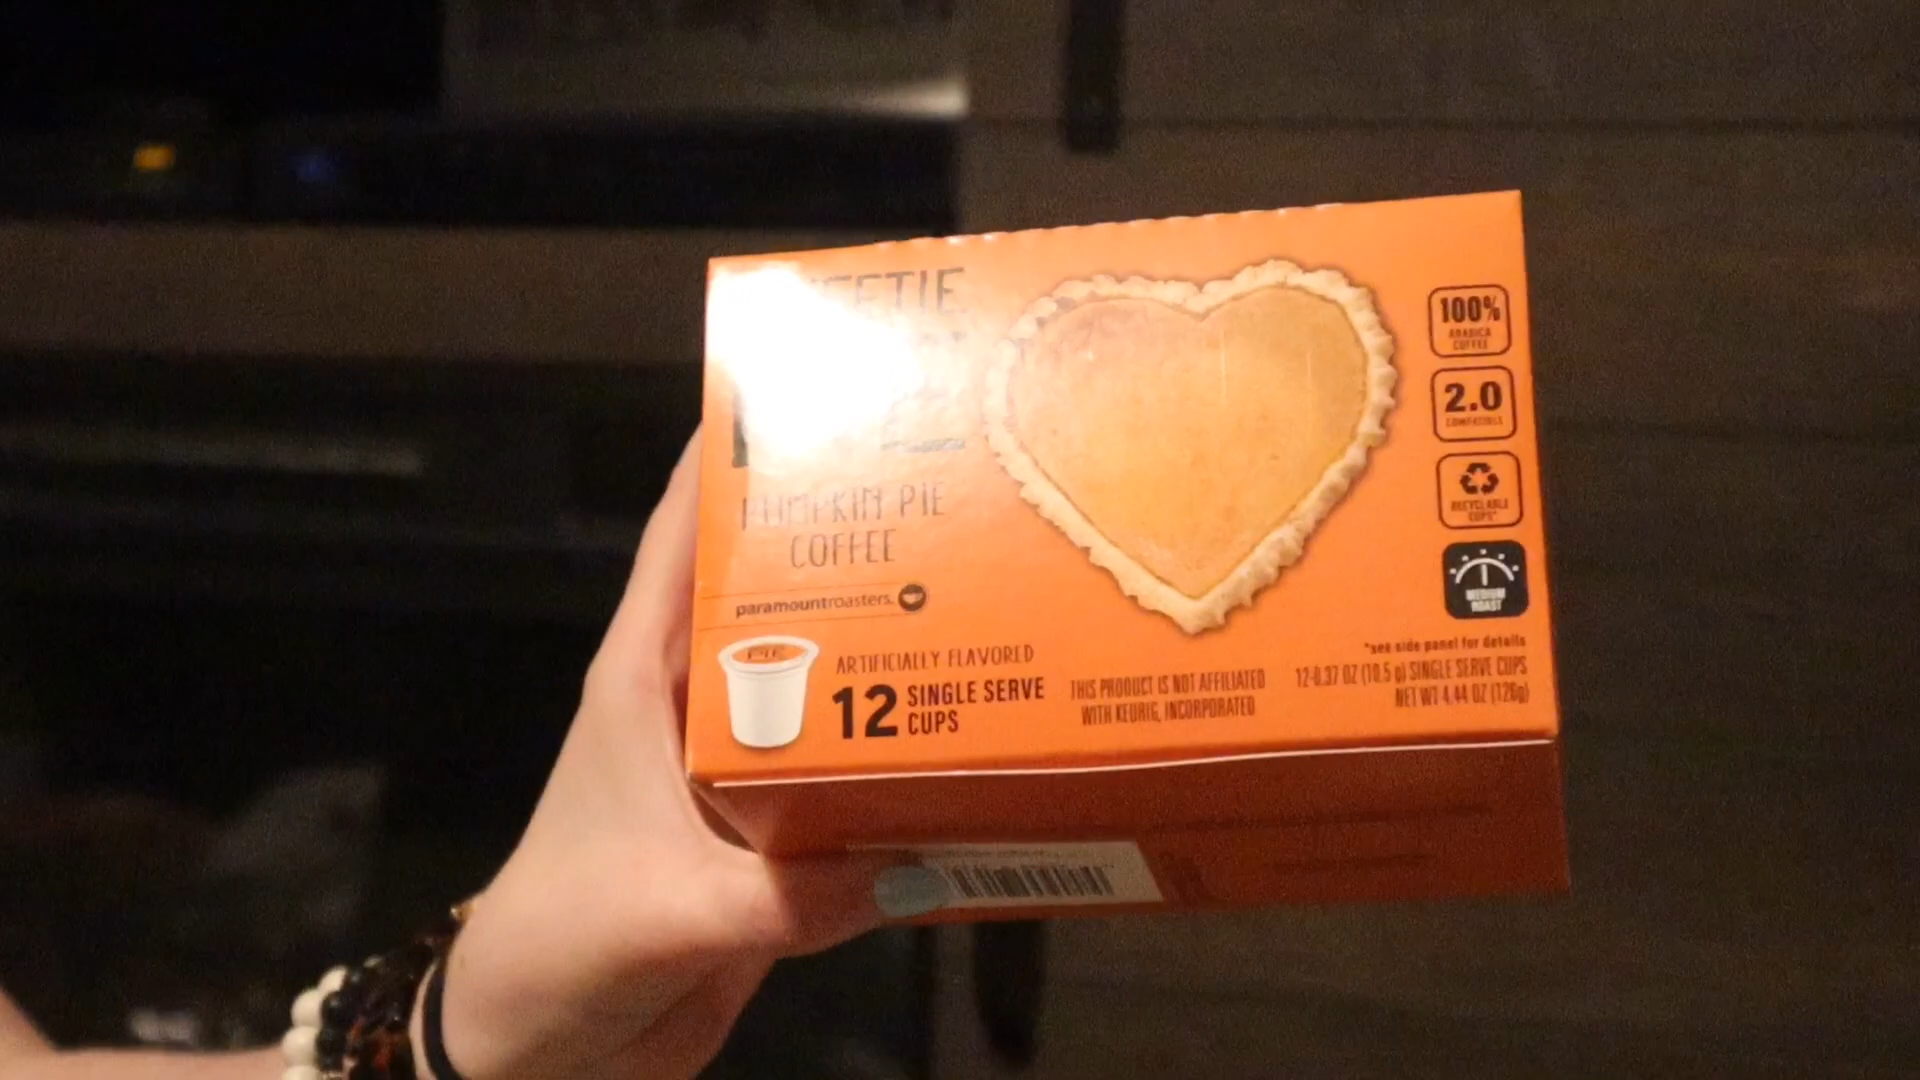 PUMPKIN PIE
COFFEE
paramountroasters.
PIE
ARTIFICIALLY FLAVORED
12 SINGLE SERVE
CUPS
THIS PRODUCT IS NOT AFFILIATED
WITH KEURIG, INCORPORATED
100%
ARABICA
COFFEE
2.0
COMPATIBLE
RECYCLABLE
CUPS*
MEDIUM
ROAST
*see side panel for details
12-0.37 OZ (10.5 g) SINGLE SERVE CUPS
NET WT 4.44 OZ (126g)